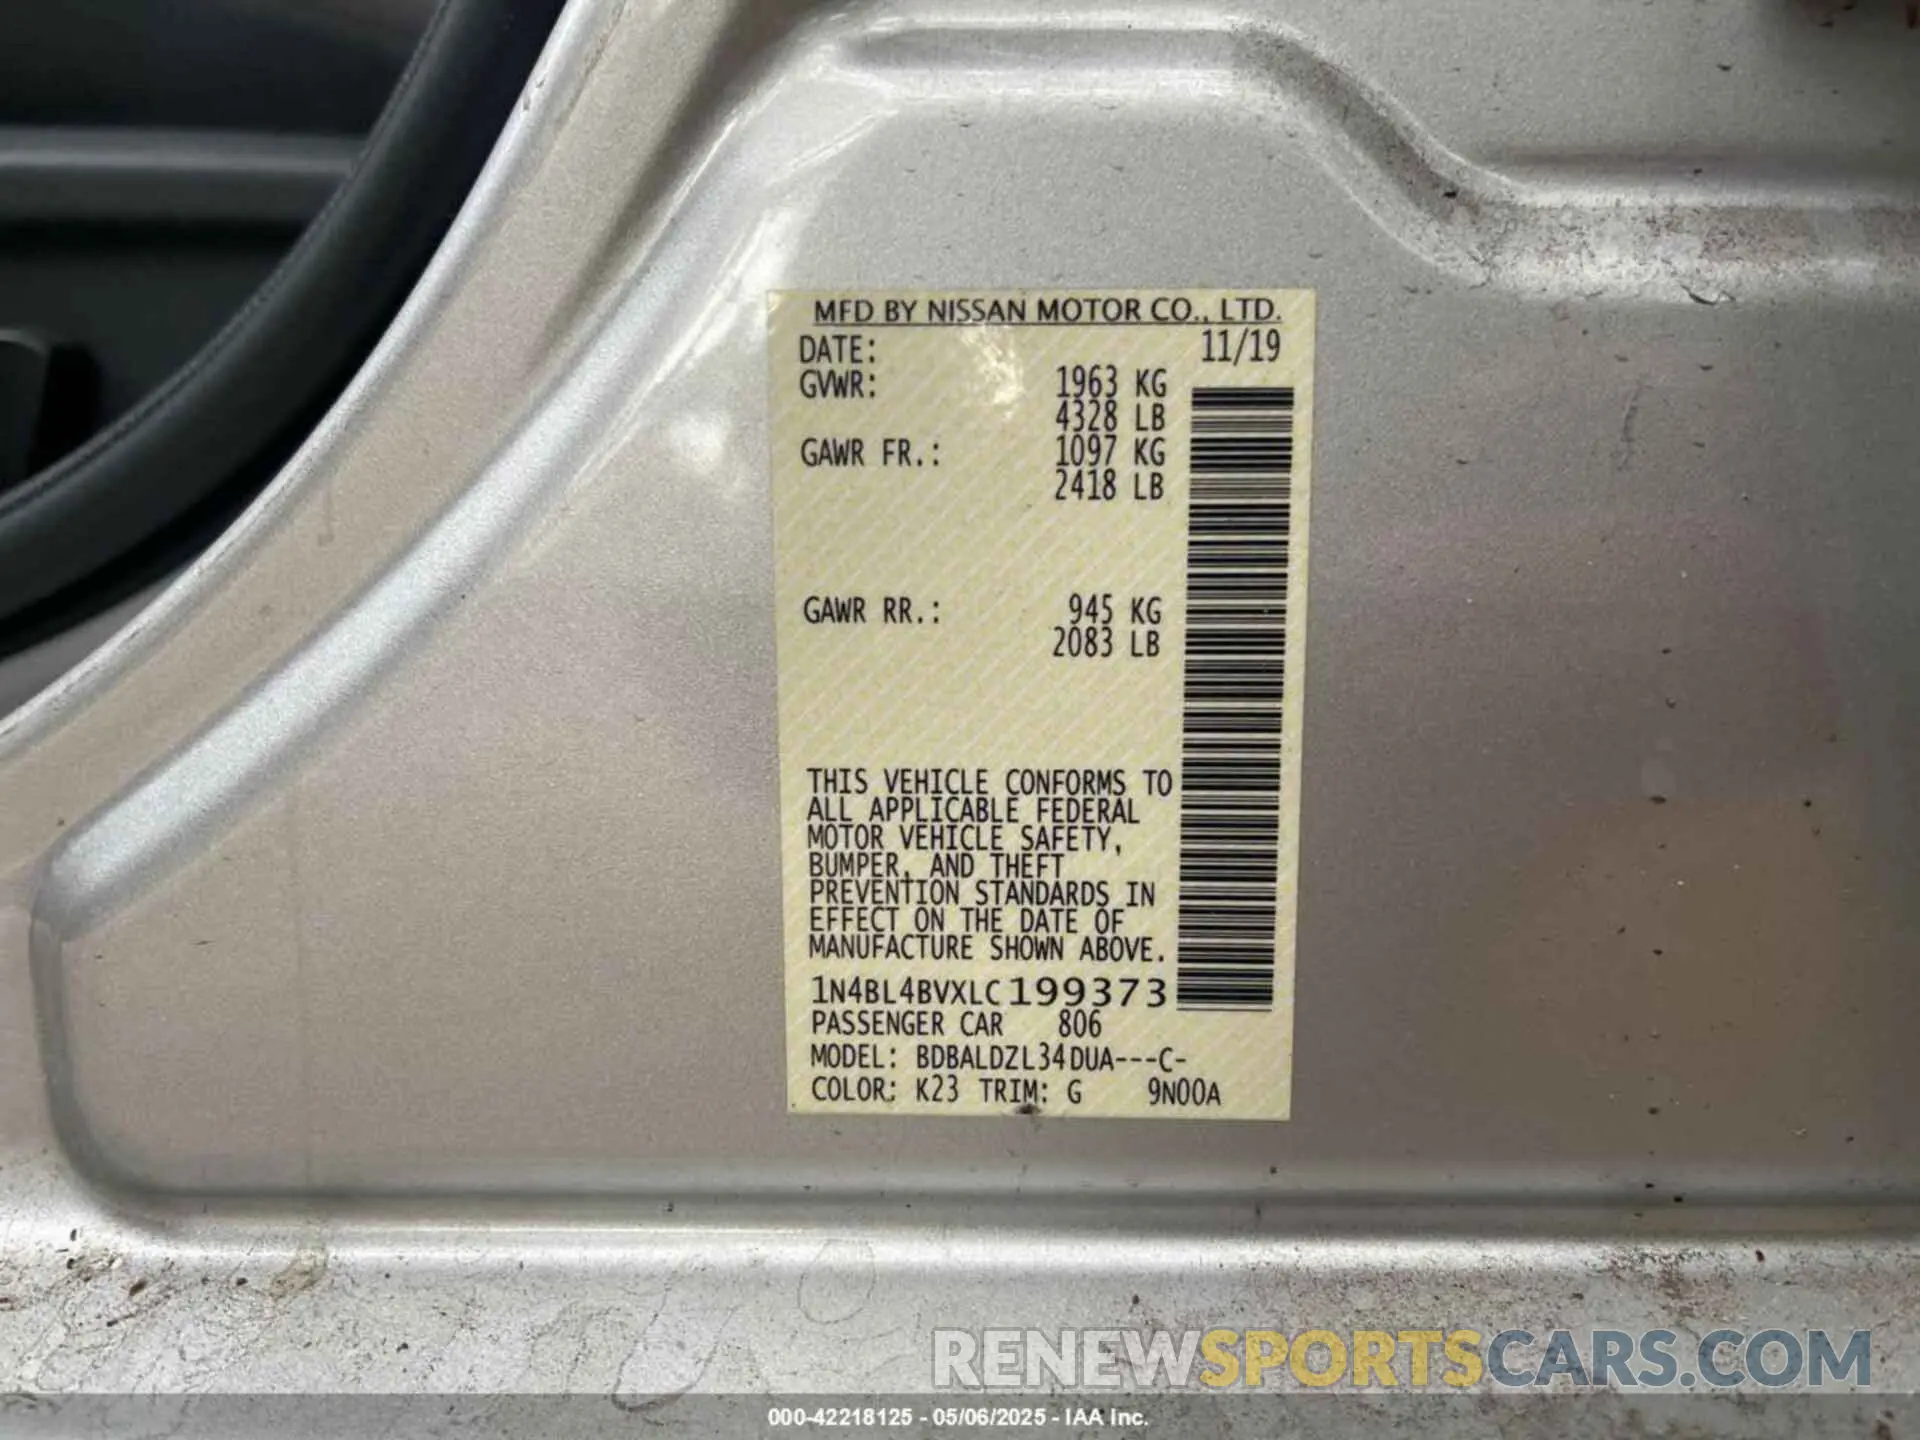 MFD BY NISSAN MOTOR CO., LTD.
DATE: 11/19
GVWR: 1963 KG
4328 LB
GAWR FR.: 1097 KG
2418 LB
GAWR RR.: 945 KG
2083 LB
THIS VEHICLE CONFORMS TO
ALL APPLICABLE FEDERAL
MOTOR VEHICLE SAFETY,
BUMPER, AND THEFT
PREVENTION STANDARDS IN
EFFECT ON THE DATE OF
MANUFACTURE SHOWN ABOVE.
1N4BL4BVXLC199373
PASSENGER CAR 806
MODEL: BDBALDZL34DUA---C-
COLOR: K23 TRIM: G 9N00A
RENEWSPORTSCARS.COM
000-42218125 - 05/06/2025 - IAA Inc.